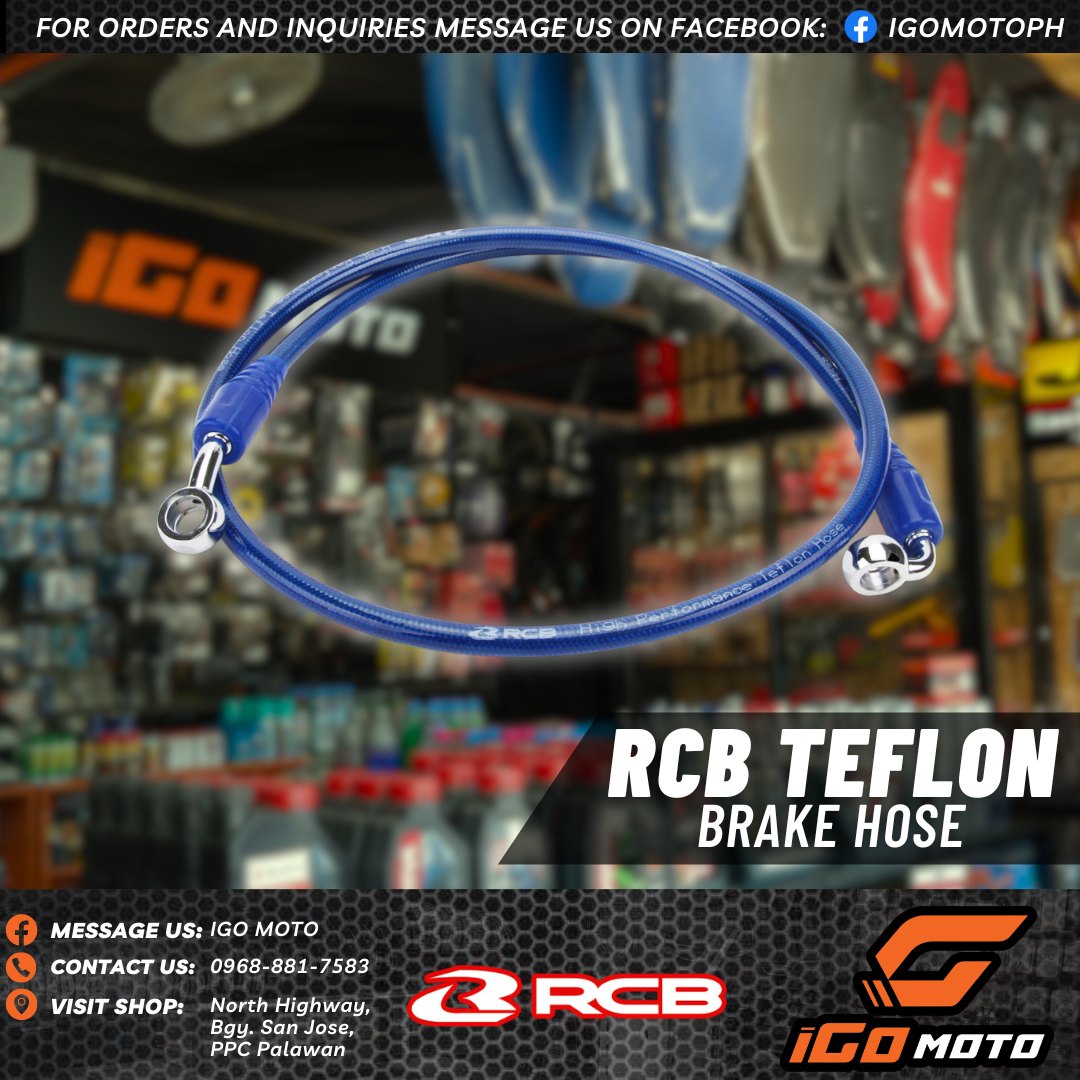 FOR ORDERS AND INQUIRIES MESSAGE US ON FACEBOOK: IGOMOTOPH
iGO MOTO
RCB High Performance Teflon Hose
RCB TEFLON
BRAKE HOSE
MESSAGE US: IGO MOTO
CONTACT US: 0968-881-7583
VISIT SHOP: North Highway,
Bgy. San Jose,
PPC Palawan
RCB
iGO MOTO